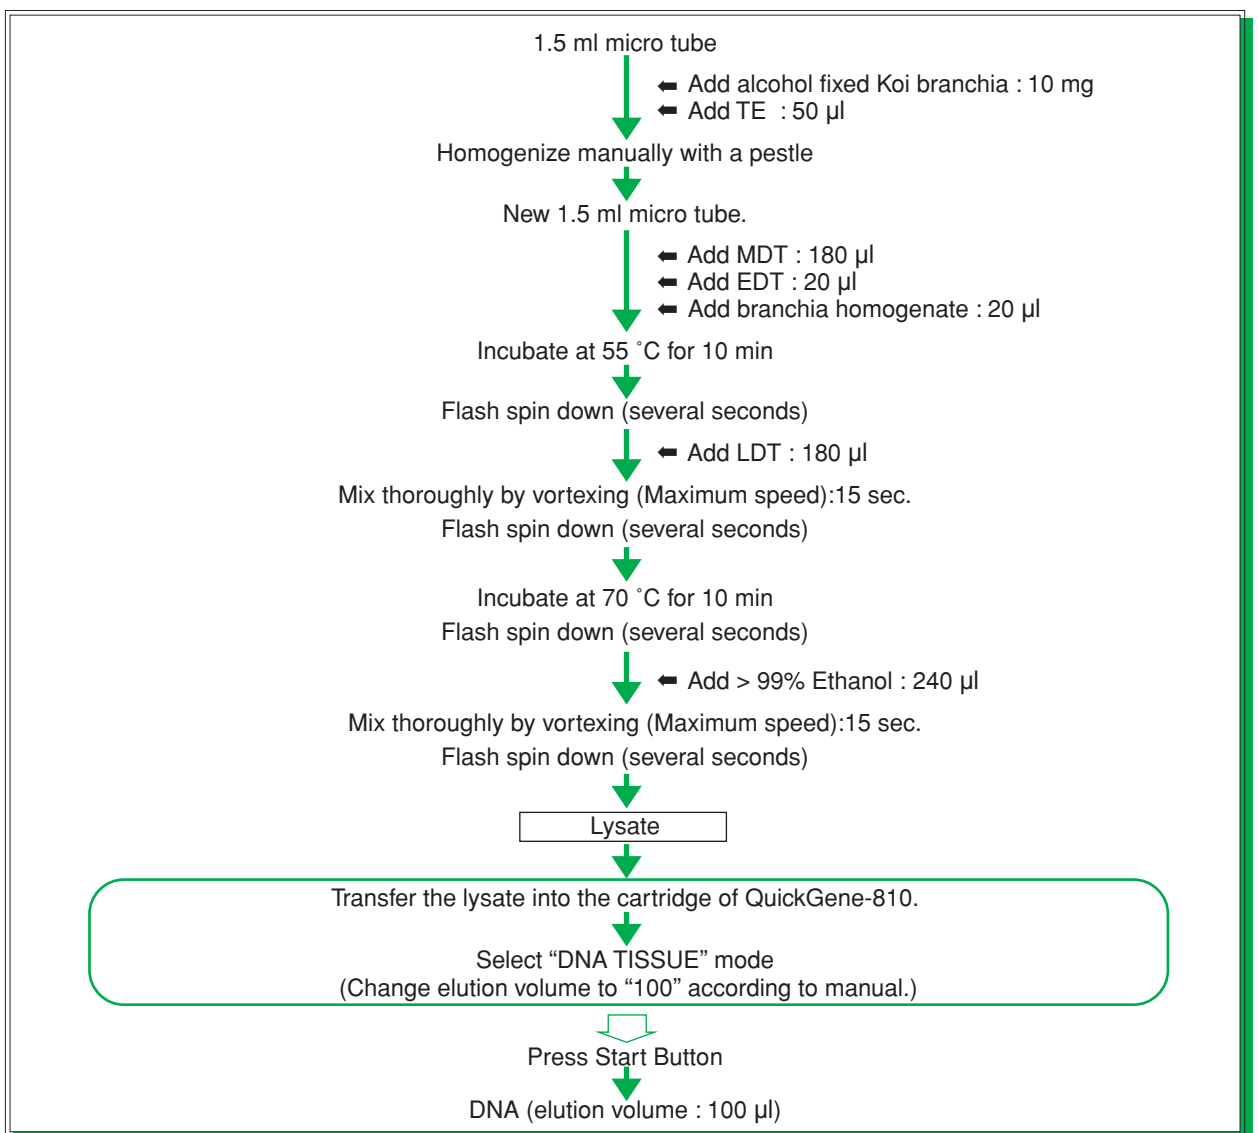 1.5 ml micro tube
⬅ Add alcohol fixed Koi branchia : 10 mg
⬅ Add TE : 50 µl
Homogenize manually with a pestle
New 1.5 ml micro tube.
⬅ Add MDT : 180 µl
⬅ Add EDT : 20 µl
⬅ Add branchia homogenate : 20 µl
Incubate at 55 ˚C for 10 min
Flash spin down (several seconds)
⬅ Add LDT : 180 µl
Mix thoroughly by vortexing (Maximum speed):15 sec.
Flash spin down (several seconds)
Incubate at 70 ˚C for 10 min
Flash spin down (several seconds)
⬅ Add > 99% Ethanol : 240 µl
Mix thoroughly by vortexing (Maximum speed):15 sec.
Flash spin down (several seconds)
Lysate
Transfer the lysate into the cartridge of QuickGene-810.
Select “DNA TISSUE” mode
(Change elution volume to “100” according to manual.)
Press Start Button
DNA (elution volume : 100 µl)